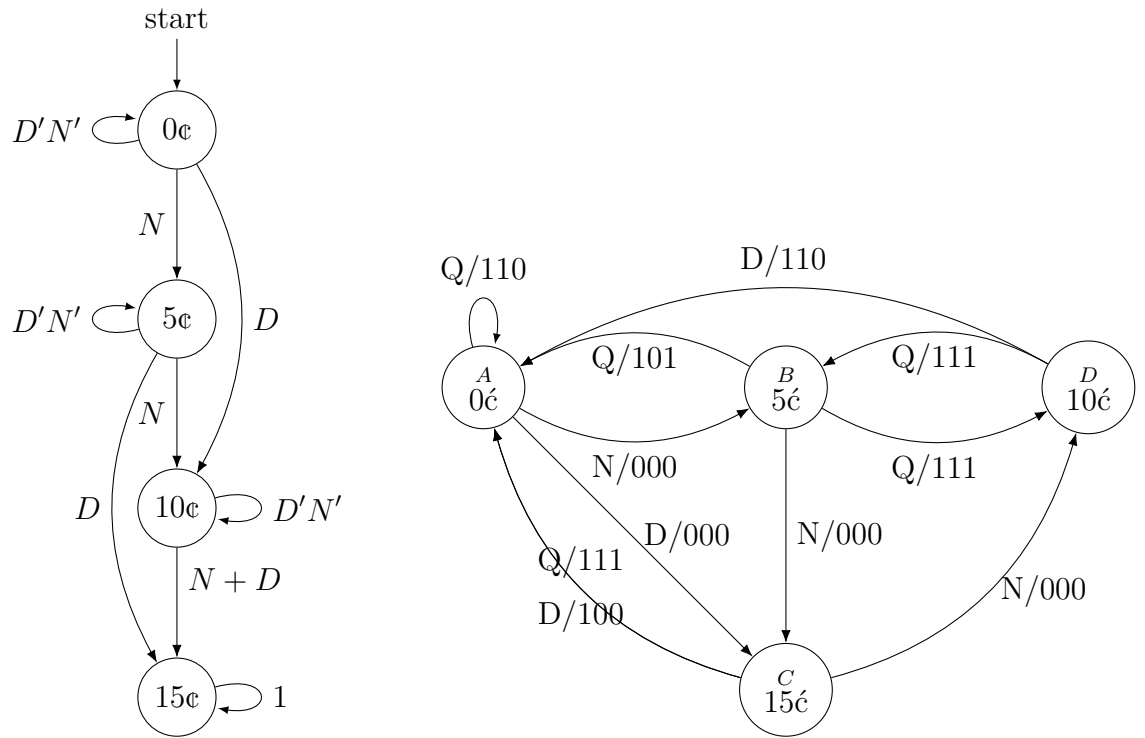 start
D′N′
0¢
N
D
D′N′
5¢
N
D
10¢
D′N′
N + D
15¢
1
Q/110
D/110
A
0ć
Q/101
B
5ć
Q/111
D
10ć
N/000
Q/111
D/000
N/000
Q/111
D/100
N/000
C
15ć